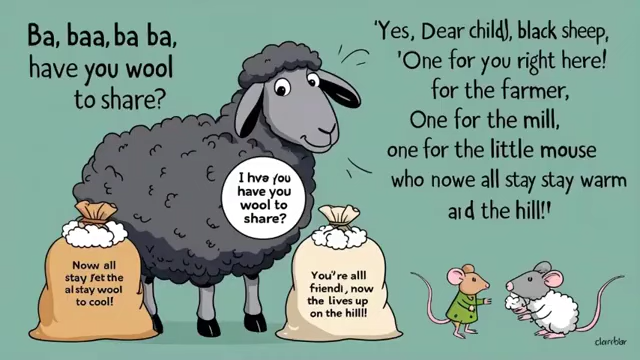 Ba, baa, ba ba,
have you wool
to share?
'Yes, Dear child), black sheep,
'One for you right here!
for the farmer,
One for the mill,
one for the little mouse
who nowe all stay stay warm
aıd the hill!'
I hve you
have you
wool to
share?
Now all
stay fet the
al stay wool
to cool!
You're alll
friendı, now
the lives up
on the hilll!